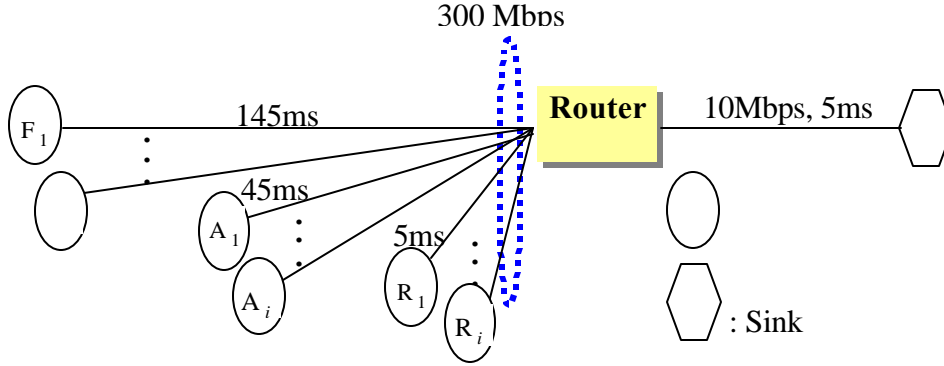 300 Mbps
Router
10Mbps, 5ms
F1
145ms
45ms
A1
5ms
Ai
R1
Ri
: Sink